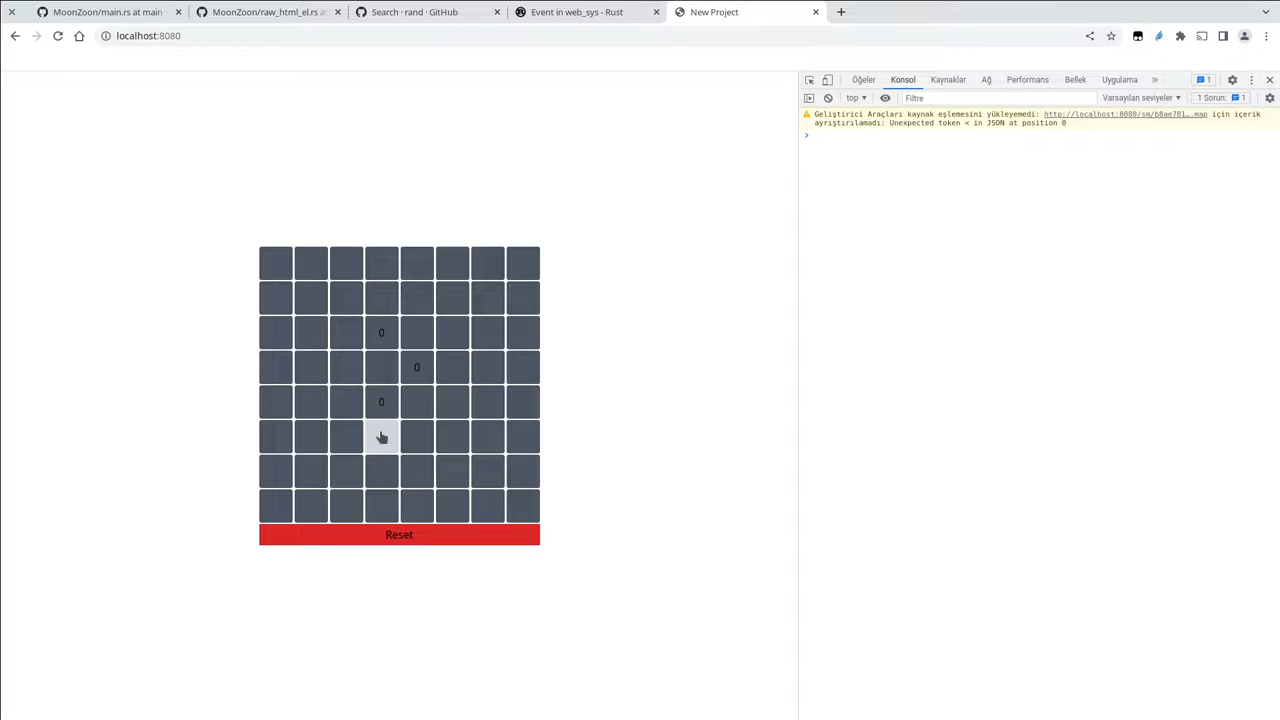 MoonZoon/main.rs at main
MoonZoon/raw_html_el.rs at
Search · rand · GitHub
Event in web_sys - Rust
New Project
localhost:8080
Öğeler
Konsol
Kaynaklar
Ağ
Performans
Bellek
Uygulama
»
1
top
Filtre
Varsayılan seviyeler
1 Sorun:
1
Geliştirici Araçları kaynak eşlemesini yükleyemedi: http://localhost:8080/sm/b8ae781….map için içerik
ayrıştırılamadı: Unexpected token < in JSON at position 0
0
0
0
Reset